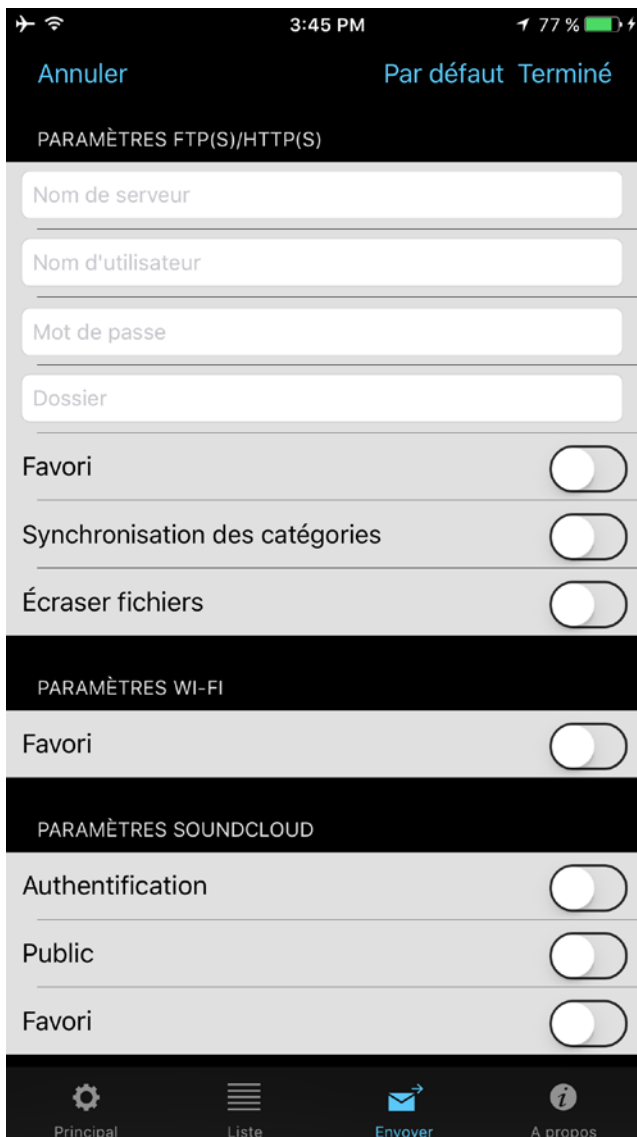 3:45 PM 77 %
Annuler Par défaut Terminé
PARAMÈTRES FTP(S)/HTTP(S)
Nom de serveur
Nom d'utilisateur
Mot de passe
Dossier
Favori
Synchronisation des catégories
Écraser fichiers
PARAMÈTRES WI-FI
Favori
PARAMÈTRES SOUNDCLOUD
Authentification
Public
Favori
Principal Liste Envoyer A propos